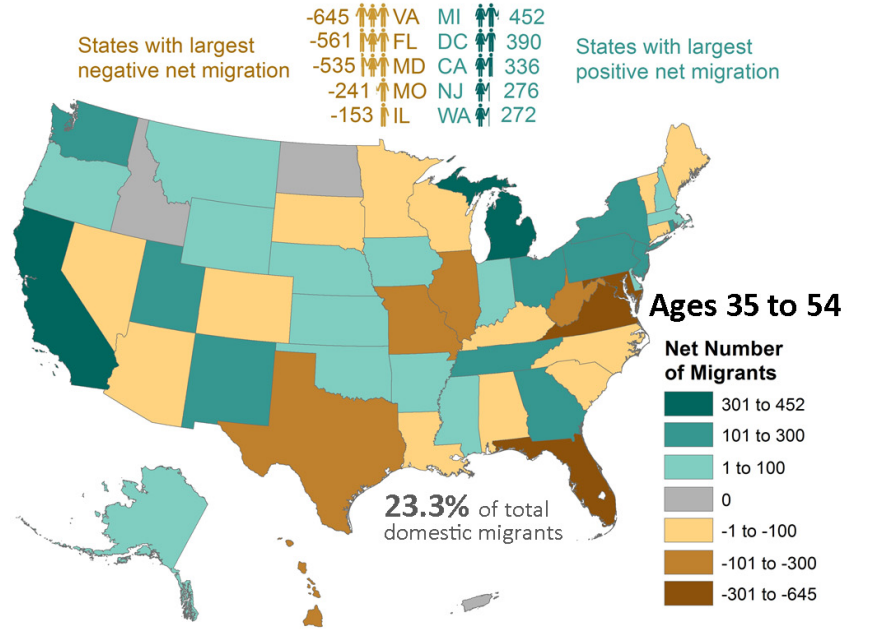 States with largest
negative net migration
-645 VA MI 452
-561 FL DC 390
-535 MD CA 336
-241 MO NJ 276
-153 IL WA 272
States with largest
positive net migration
Ages 35 to 54
Net Number
of Migrants
301 to 452
101 to 300
1 to 100
0
-1 to -100
-101 to -300
-301 to -645
23.3% of total
domestic migrants